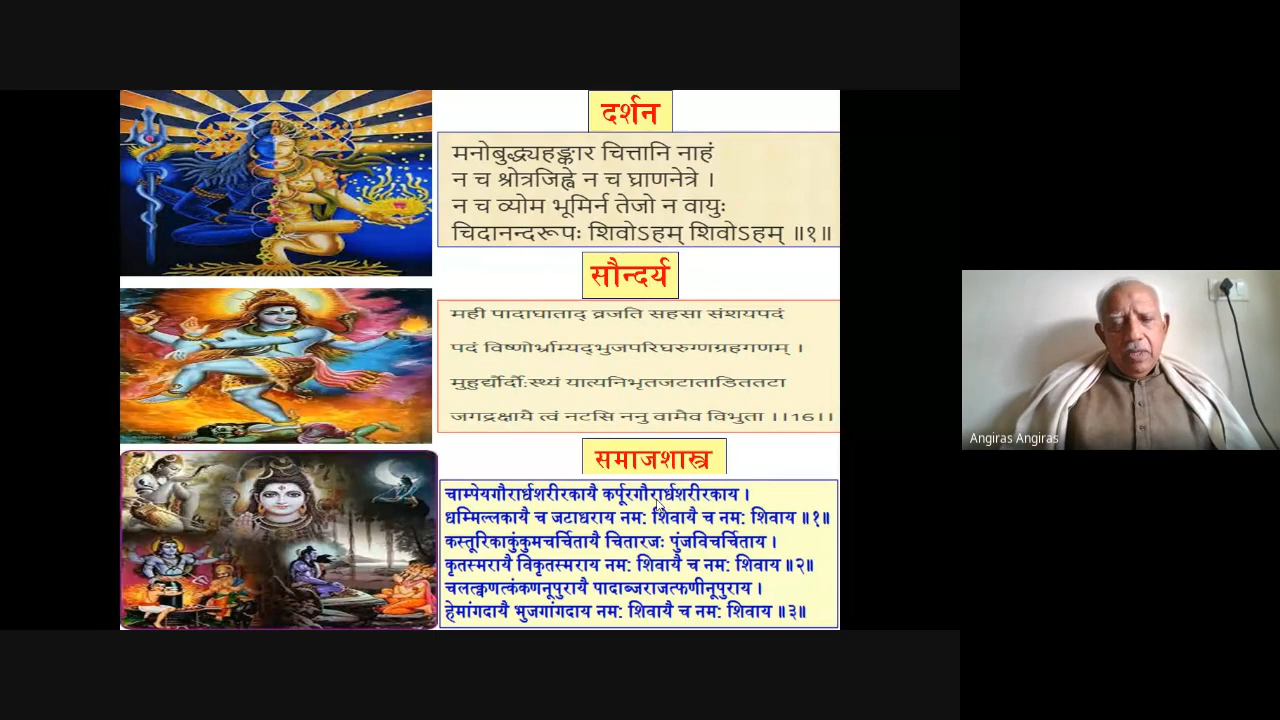 दर्शन
मनोबुद्ध्यहङ्कार चित्तानि नाहं
न च श्रोत्रजिह्वे न च घ्राणनेत्रे ।
न च व्योम भूमिर्न तेजो न वायुः
चिदानन्दरूपः शिवोऽहम् शिवोऽहम् ॥१॥
सौन्दर्य
मही पादाघाताद् व्रजति सहसा संशयपदं
पदं विष्णोर्भ्राम्यद्भुजपरिघरुग्णग्रहगणम् ।
मुहुर्द्यौर्दौःस्थ्यं यात्यनिभृतजटाताडिततटा
जगद्रक्षायै त्वं नटसि ननु वामैव विभुता ।।16।।
समाजशास्त्र
चाम्पेयगौरार्धशरीरकायै कर्पूरगौरार्धशरीरकाय ।
धम्मिल्लकायै च जटाधराय नम: शिवायै च नम: शिवाय ॥१॥
कस्तूरिकाकुंकुमचर्चितायै चितारजः पुंजविचर्चिताय ।
कृतस्मरायै विकृतस्मराय नम: शिवायै च नम: शिवाय ॥२॥
चलत्क्वणत्कंकणनूपुरायै पादाब्जराजत्फणीनूपुराय ।
हेमांगदायै भुजगांगदाय नम: शिवायै च नम: शिवाय ॥३॥
Angiras Angiras